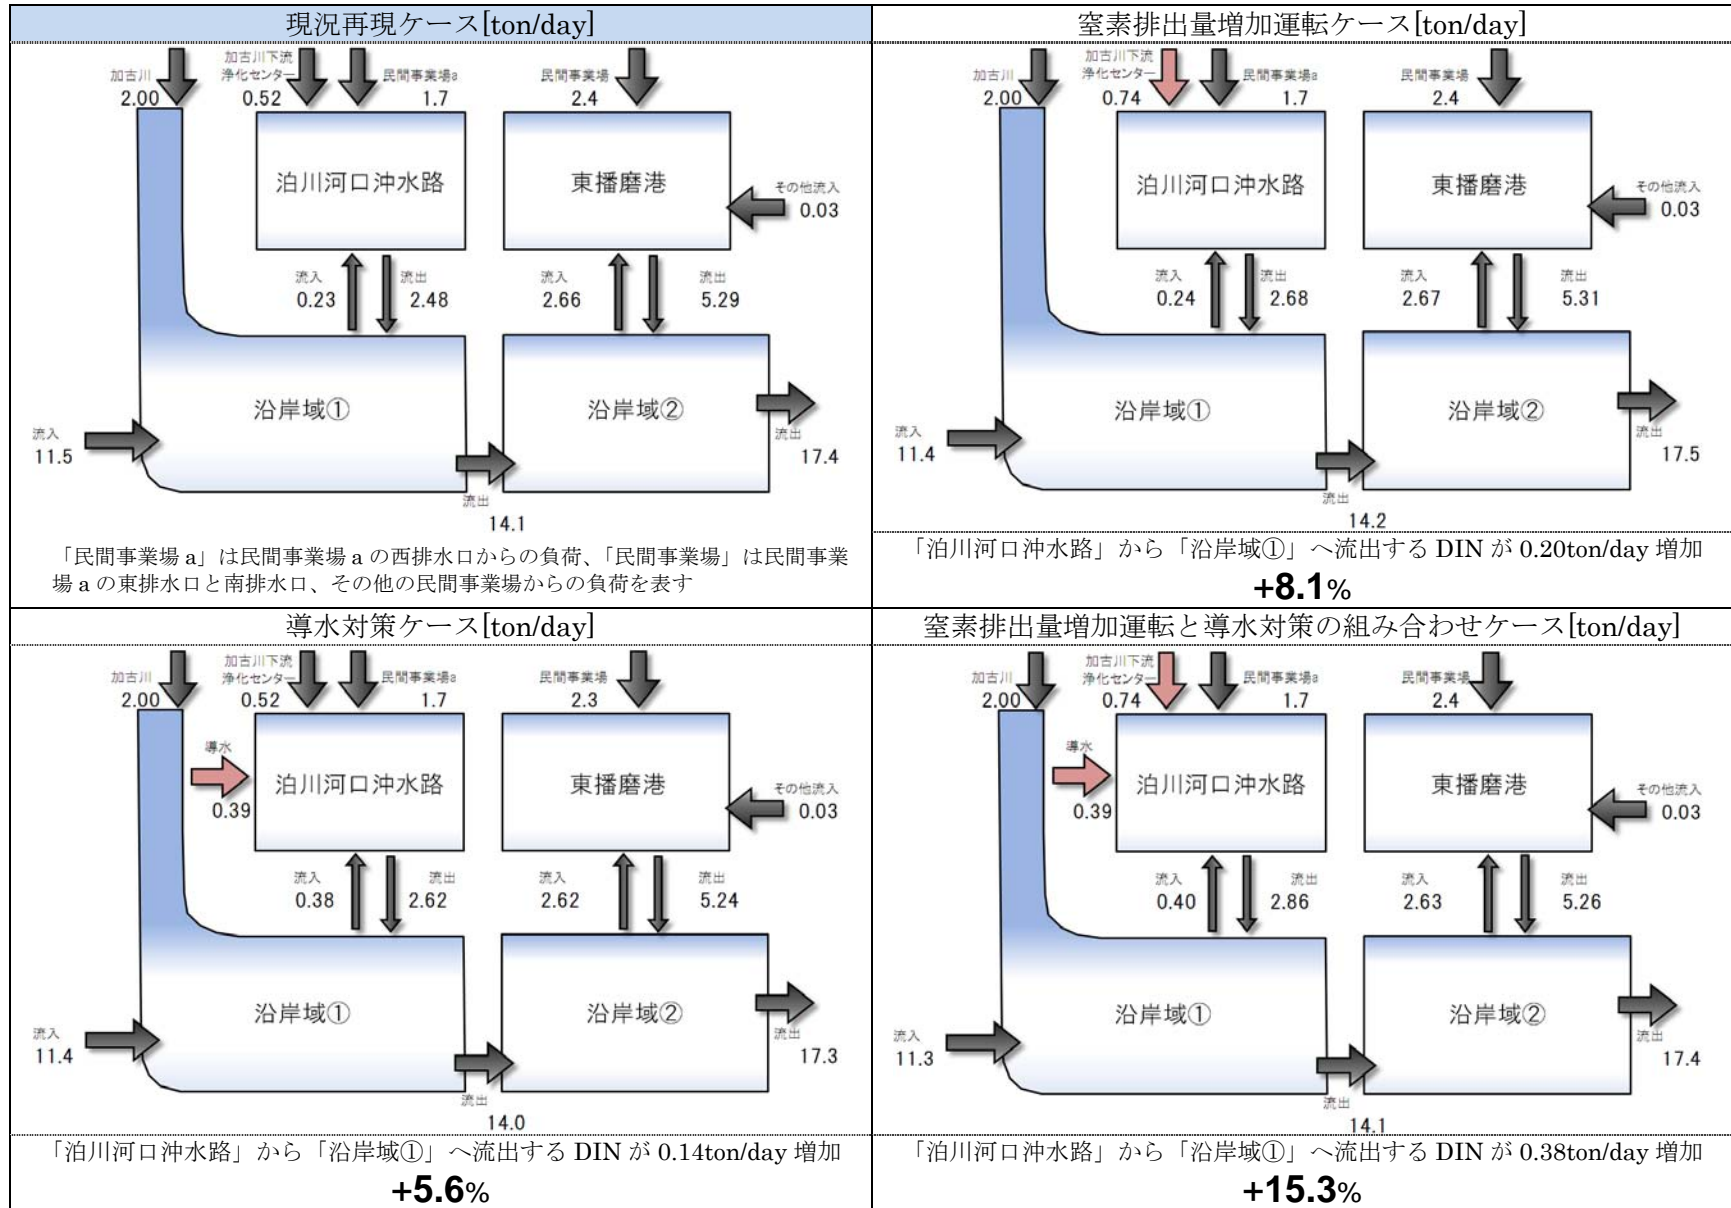 現況再現ケース[ton/day]
加古川
2.00
加古川下流
浄化センター
0.52
民間事業場a
1.7
民間事業場
2.4
泊川河口沖水路
東播磨港
その他流入
0.03
流入
0.23
流出
2.48
流入
2.66
流出
5.29
沿岸域①
沿岸域②
流入
11.5
流出
14.1
流出
17.4
「民間事業場 a」は民間事業場 a の西排水口からの負荷、「民間事業場」は民間事業
場 a の東排水口と南排水口、その他の民間事業場からの負荷を表す
窒素排出量増加運転ケース[ton/day]
加古川
2.00
加古川下流
浄化センター
0.74
民間事業場a
1.7
民間事業場
2.4
泊川河口沖水路
東播磨港
その他流入
0.03
流入
0.24
流出
2.68
流入
2.67
流出
5.31
沿岸域①
沿岸域②
流入
11.4
流出
14.2
流出
17.5
「泊川河口沖水路」から「沿岸域①」へ流出する DIN が 0.20ton/day 増加
+8.1%
導水対策ケース[ton/day]
加古川
2.00
加古川下流
浄化センター
0.52
民間事業場a
1.7
民間事業場
2.3
導水
0.39
泊川河口沖水路
東播磨港
その他流入
0.03
流入
0.38
流出
2.62
流入
2.62
流出
5.24
沿岸域①
沿岸域②
流入
11.4
流出
14.0
流出
17.3
「泊川河口沖水路」から「沿岸域①」へ流出する DIN が 0.14ton/day 増加
+5.6%
窒素排出量増加運転と導水対策の組み合わせケース[ton/day]
加古川
2.00
加古川下流
浄化センター
0.74
民間事業場a
1.7
民間事業場
2.4
導水
0.39
泊川河口沖水路
東播磨港
その他流入
0.03
流入
0.40
流出
2.86
流入
2.63
流出
5.26
沿岸域①
沿岸域②
流入
11.3
流出
14.1
流出
17.4
「泊川河口沖水路」から「沿岸域①」へ流出する DIN が 0.38ton/day 増加
+15.3%